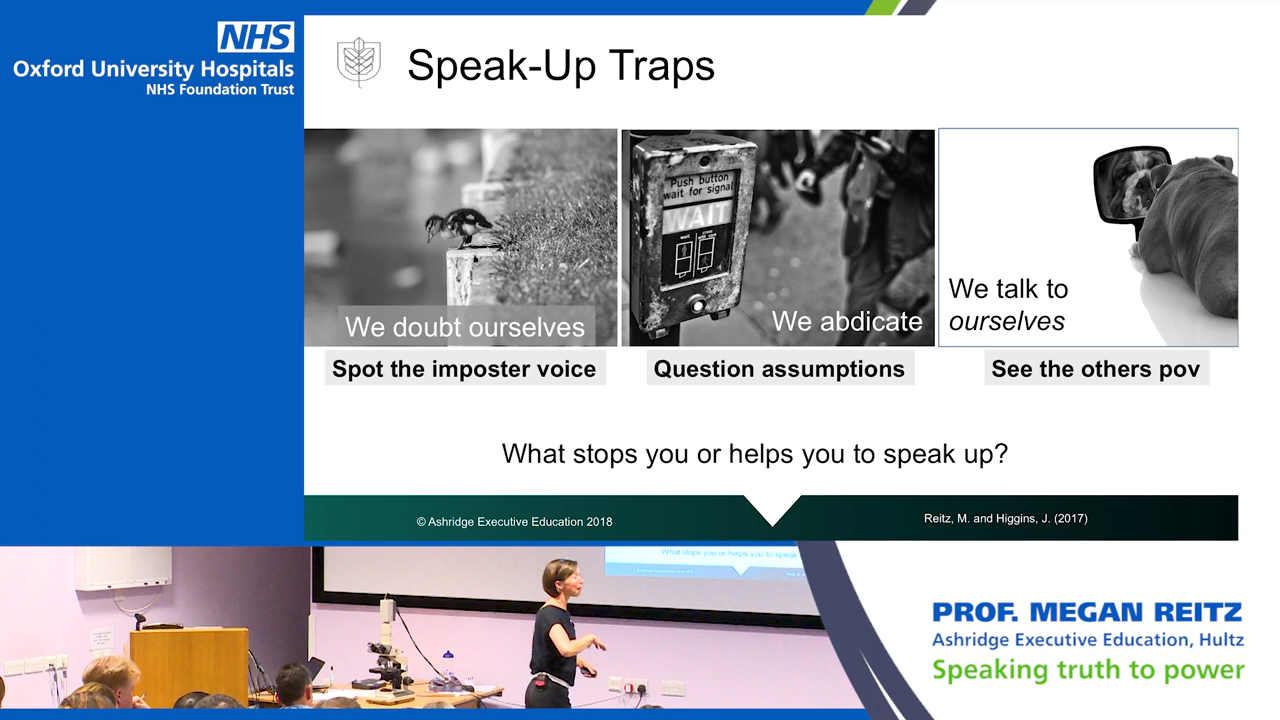 NHS
Oxford University Hospitals
NHS Foundation Trust
Speak-Up Traps
We doubt ourselves
Push button
wait for signal
WAIT
We abdicate
We talk to
ourselves
Spot the imposter voice
Question assumptions
See the others pov
What stops you or helps you to speak up?
© Ashridge Executive Education 2018
Reitz, M. and Higgins, J. (2017)
What stops you or helps you to speak
PROF. MEGAN REITZ
Ashridge Executive Education, Hultz
Speaking truth to power